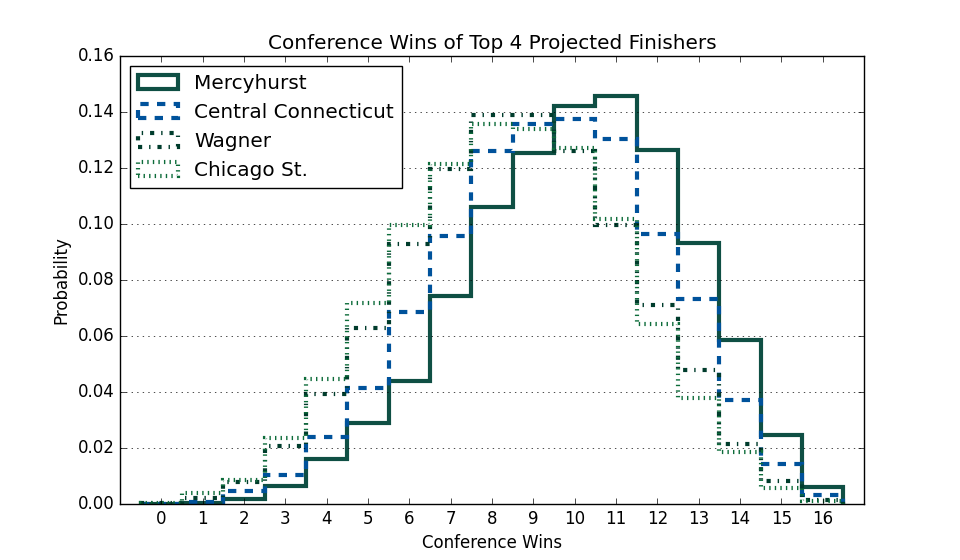 Conference Wins of Top 4 Projected Finishers
0.16
0.14
0.12
0.10
0.08
0.06
0.04
0.02
0.00
Probability
Mercyhurst
Central Connecticut
Wagner
Chicago St.
0 1 2 3 4 5 6 7 8 9 10 11 12 13 14 15 16
Conference Wins